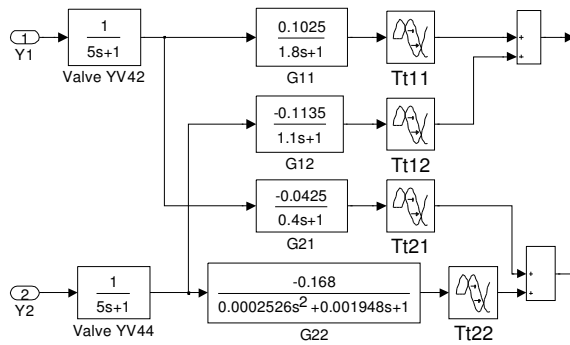 1
Y1
1
5s+1
Valve YV42
0.1025
1.8s+1
G11
Tt11
+
+
-0.1135
1.1s+1
G12
Tt12
-0.0425
0.4s+1
G21
Tt21
+
+
2
Y2
1
5s+1
Valve YV44
-0.168
0.0002526s² +0.001948s+1
G22
Tt22